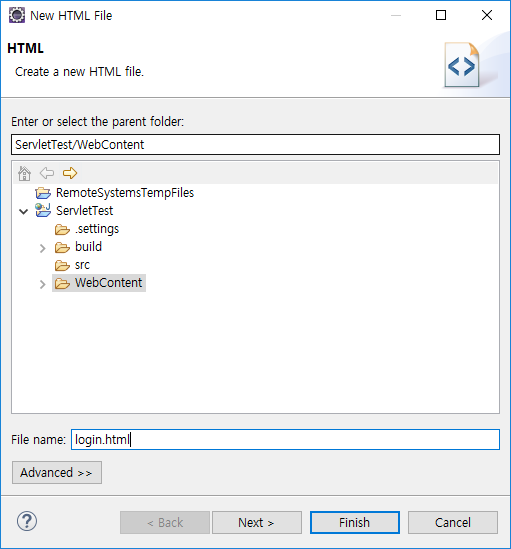 New HTML File
HTML
Create a new HTML file.
Enter or select the parent folder:
ServletTest/WebContent
RemoteSystemsTempFiles
ServletTest
.settings
build
src
WebContent
File name: login.html
Advanced >>
< Back Next > Finish Cancel